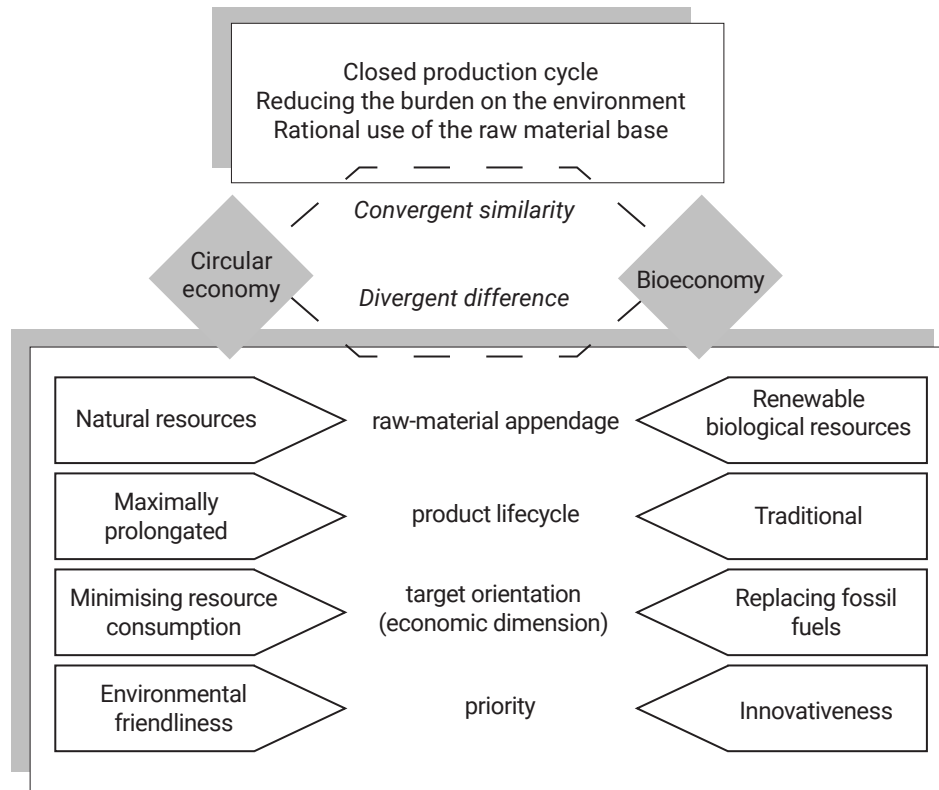 Closed production cycle
Reducing the burden on the environment
Rational use of the raw material base
Convergent similarity
Circular
economy
Bioeconomy
Divergent difference
Natural resources
raw-material appendage
Renewable
biological resources
Maximally
prolongated
product lifecycle
Traditional
Minimising resource
consumption
target orientation
(economic dimension)
Replacing fossil
fuels
Environmental
friendliness
priority
Innovativeness